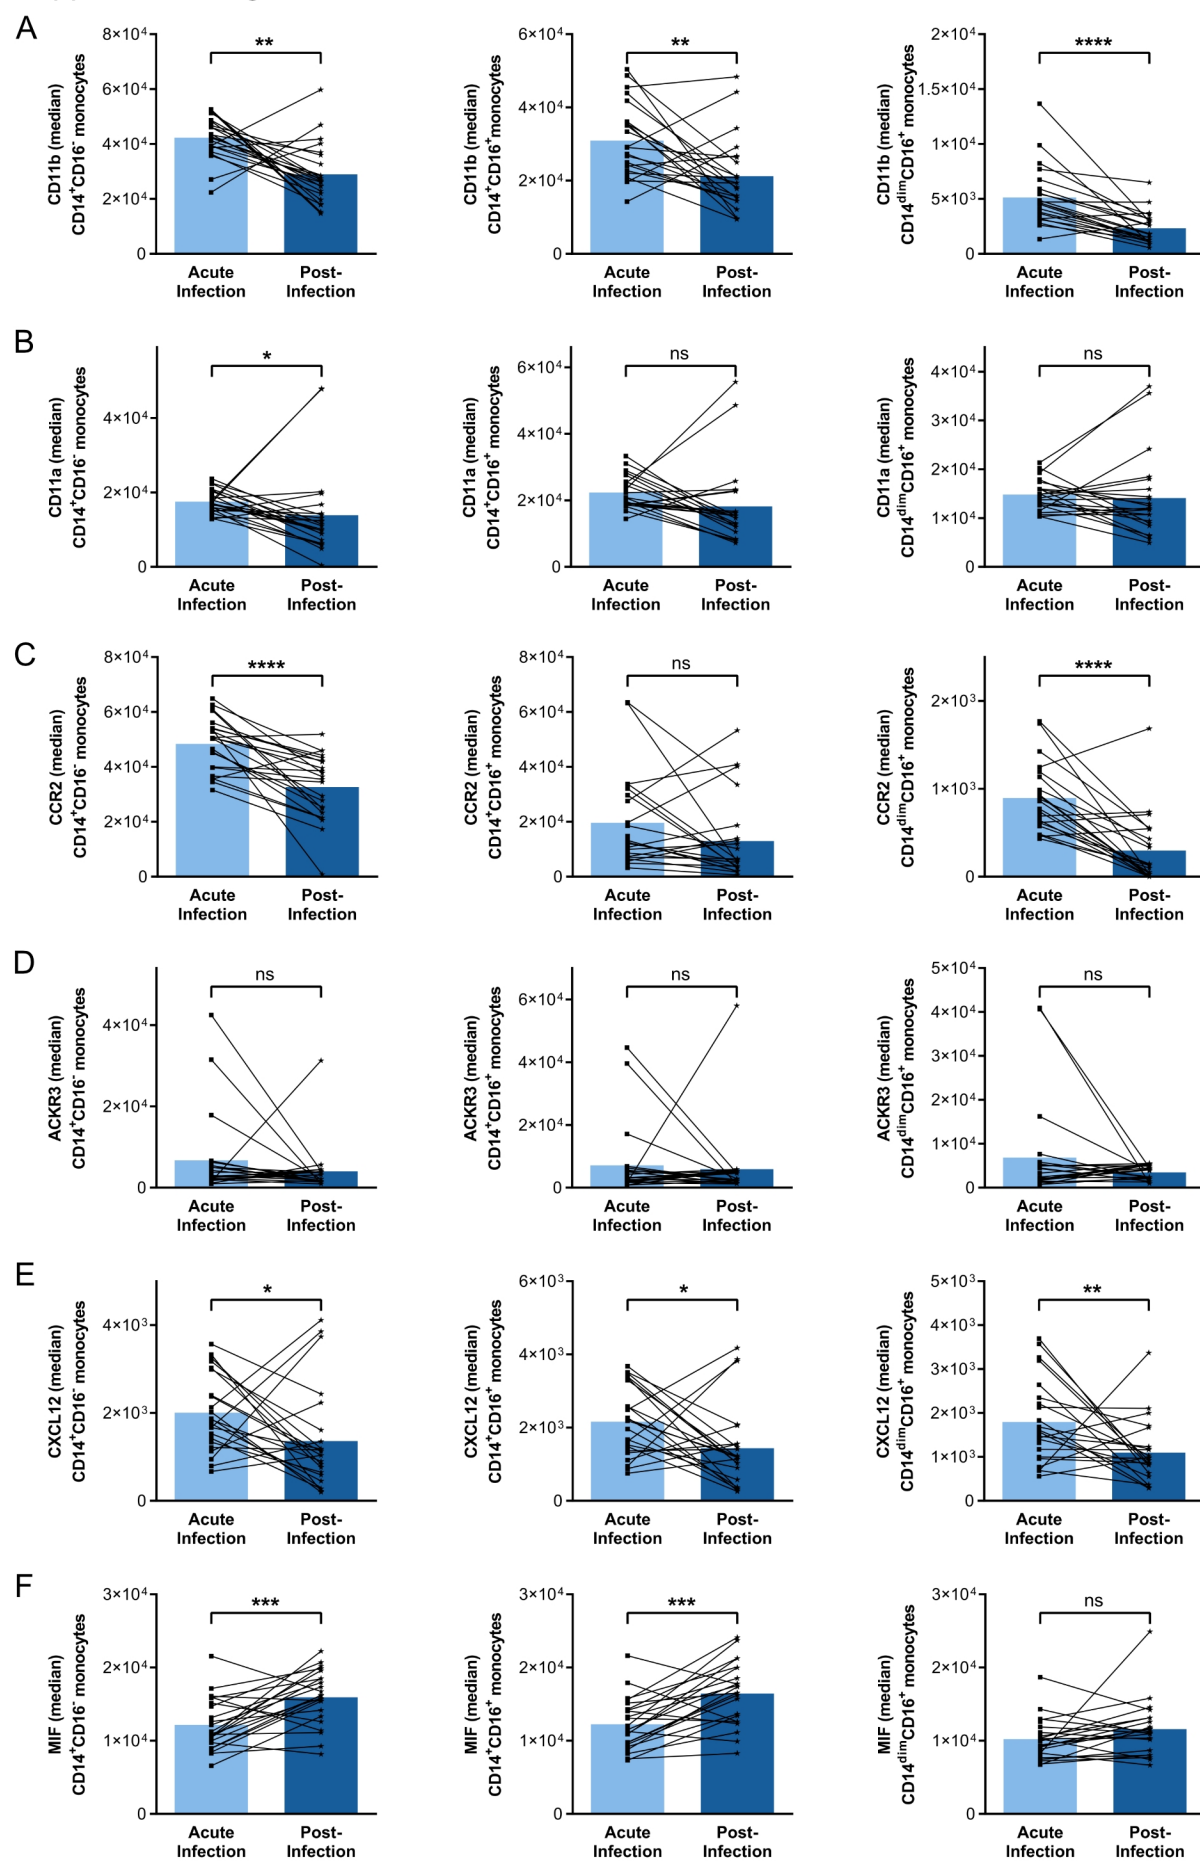 A
CD11b (median)
CD14⁺CD16⁻ monocytes
8×10⁴
6×10⁴
4×10⁴
2×10⁴
0
**
Acute
Infection
Post-
Infection
CD11b (median)
CD14⁺CD16⁺monocytes
6×10⁴
4×10⁴
2×10⁴
0
**
Acute
Infection
Post-
Infection
CD11b (median)
CD14ᵈⁱᵐCD16⁺ monocytes
2×10⁴
1.5×10⁴
1×10⁴
5×10³
0
****
Acute
Infection
Post-
Infection
B
CD11a (median)
CD14⁺CD16⁻ monocytes
4×10⁴
2×10⁴
0
*
Acute
Infection
Post-
Infection
CD11a (median)
CD14⁺CD16⁺ monocytes
6×10⁴
4×10⁴
2×10⁴
0
ns
Acute
Infection
Post-
Infection
CD11a (median)
CD14ᵈⁱᵐCD16⁺ monocytes
4×10⁴
3×10⁴
2×10⁴
1×10⁴
0
ns
Acute
Infection
Post-
Infection
C
CCR2 (median)
CD14⁺CD16⁻ monocytes
8×10⁴
6×10⁴
4×10⁴
2×10⁴
0
****
Acute
Infection
Post-
Infection
CCR2 (median)
CD14⁺CD16⁺ monocytes
8×10⁴
6×10⁴
4×10⁴
2×10⁴
0
ns
Acute
Infection
Post-
Infection
CCR2 (median)
CD14ᵈⁱᵐCD16⁺ monocytes
2×10³
1×10³
0
****
Acute
Infection
Post-
Infection
D
ACKR3 (median)
CD14⁺CD16⁻ monocytes
4×10⁴
2×10⁴
0
ns
Acute
Infection
Post-
Infection
ACKR3 (median)
CD14⁺CD16⁺ monocytes
6×10⁴
4×10⁴
2×10⁴
0
ns
Acute
Infection
Post-
Infection
ACKR3 (median)
CD14ᵈⁱᵐCD16⁺ monocytes
5×10⁴
4×10⁴
3×10⁴
2×10⁴
1×10⁴
0
ns
Acute
Infection
Post-
Infection
E
CXCL12 (median)
CD14⁺CD16⁻ monocytes
4×10³
2×10³
0
*
Acute
Infection
Post-
Infection
CXCL12 (median)
CD14⁺CD16⁺ monocytes
6×10³
4×10³
2×10³
0
*
Acute
Infection
Post-
Infection
CXCL12 (median)
CD14ᵈⁱᵐCD16⁺ monocytes
5×10³
4×10³
3×10³
2×10³
1×10³
0
**
Acute
Infection
Post-
Infection
F
MIF (median)
CD14⁺CD16⁻ monocytes
3×10⁴
2×10⁴
1×10⁴
0
***
Acute
Infection
Post-
Infection
MIF (median)
CD14⁺CD16⁺ monocytes
3×10⁴
2×10⁴
1×10⁴
0
***
Acute
Infection
Post-
Infection
MIF (median)
CD14ᵈⁱᵐCD16⁺ monocytes
3×10⁴
2×10⁴
1×10⁴
0
ns
Acute
Infection
Post-
Infection